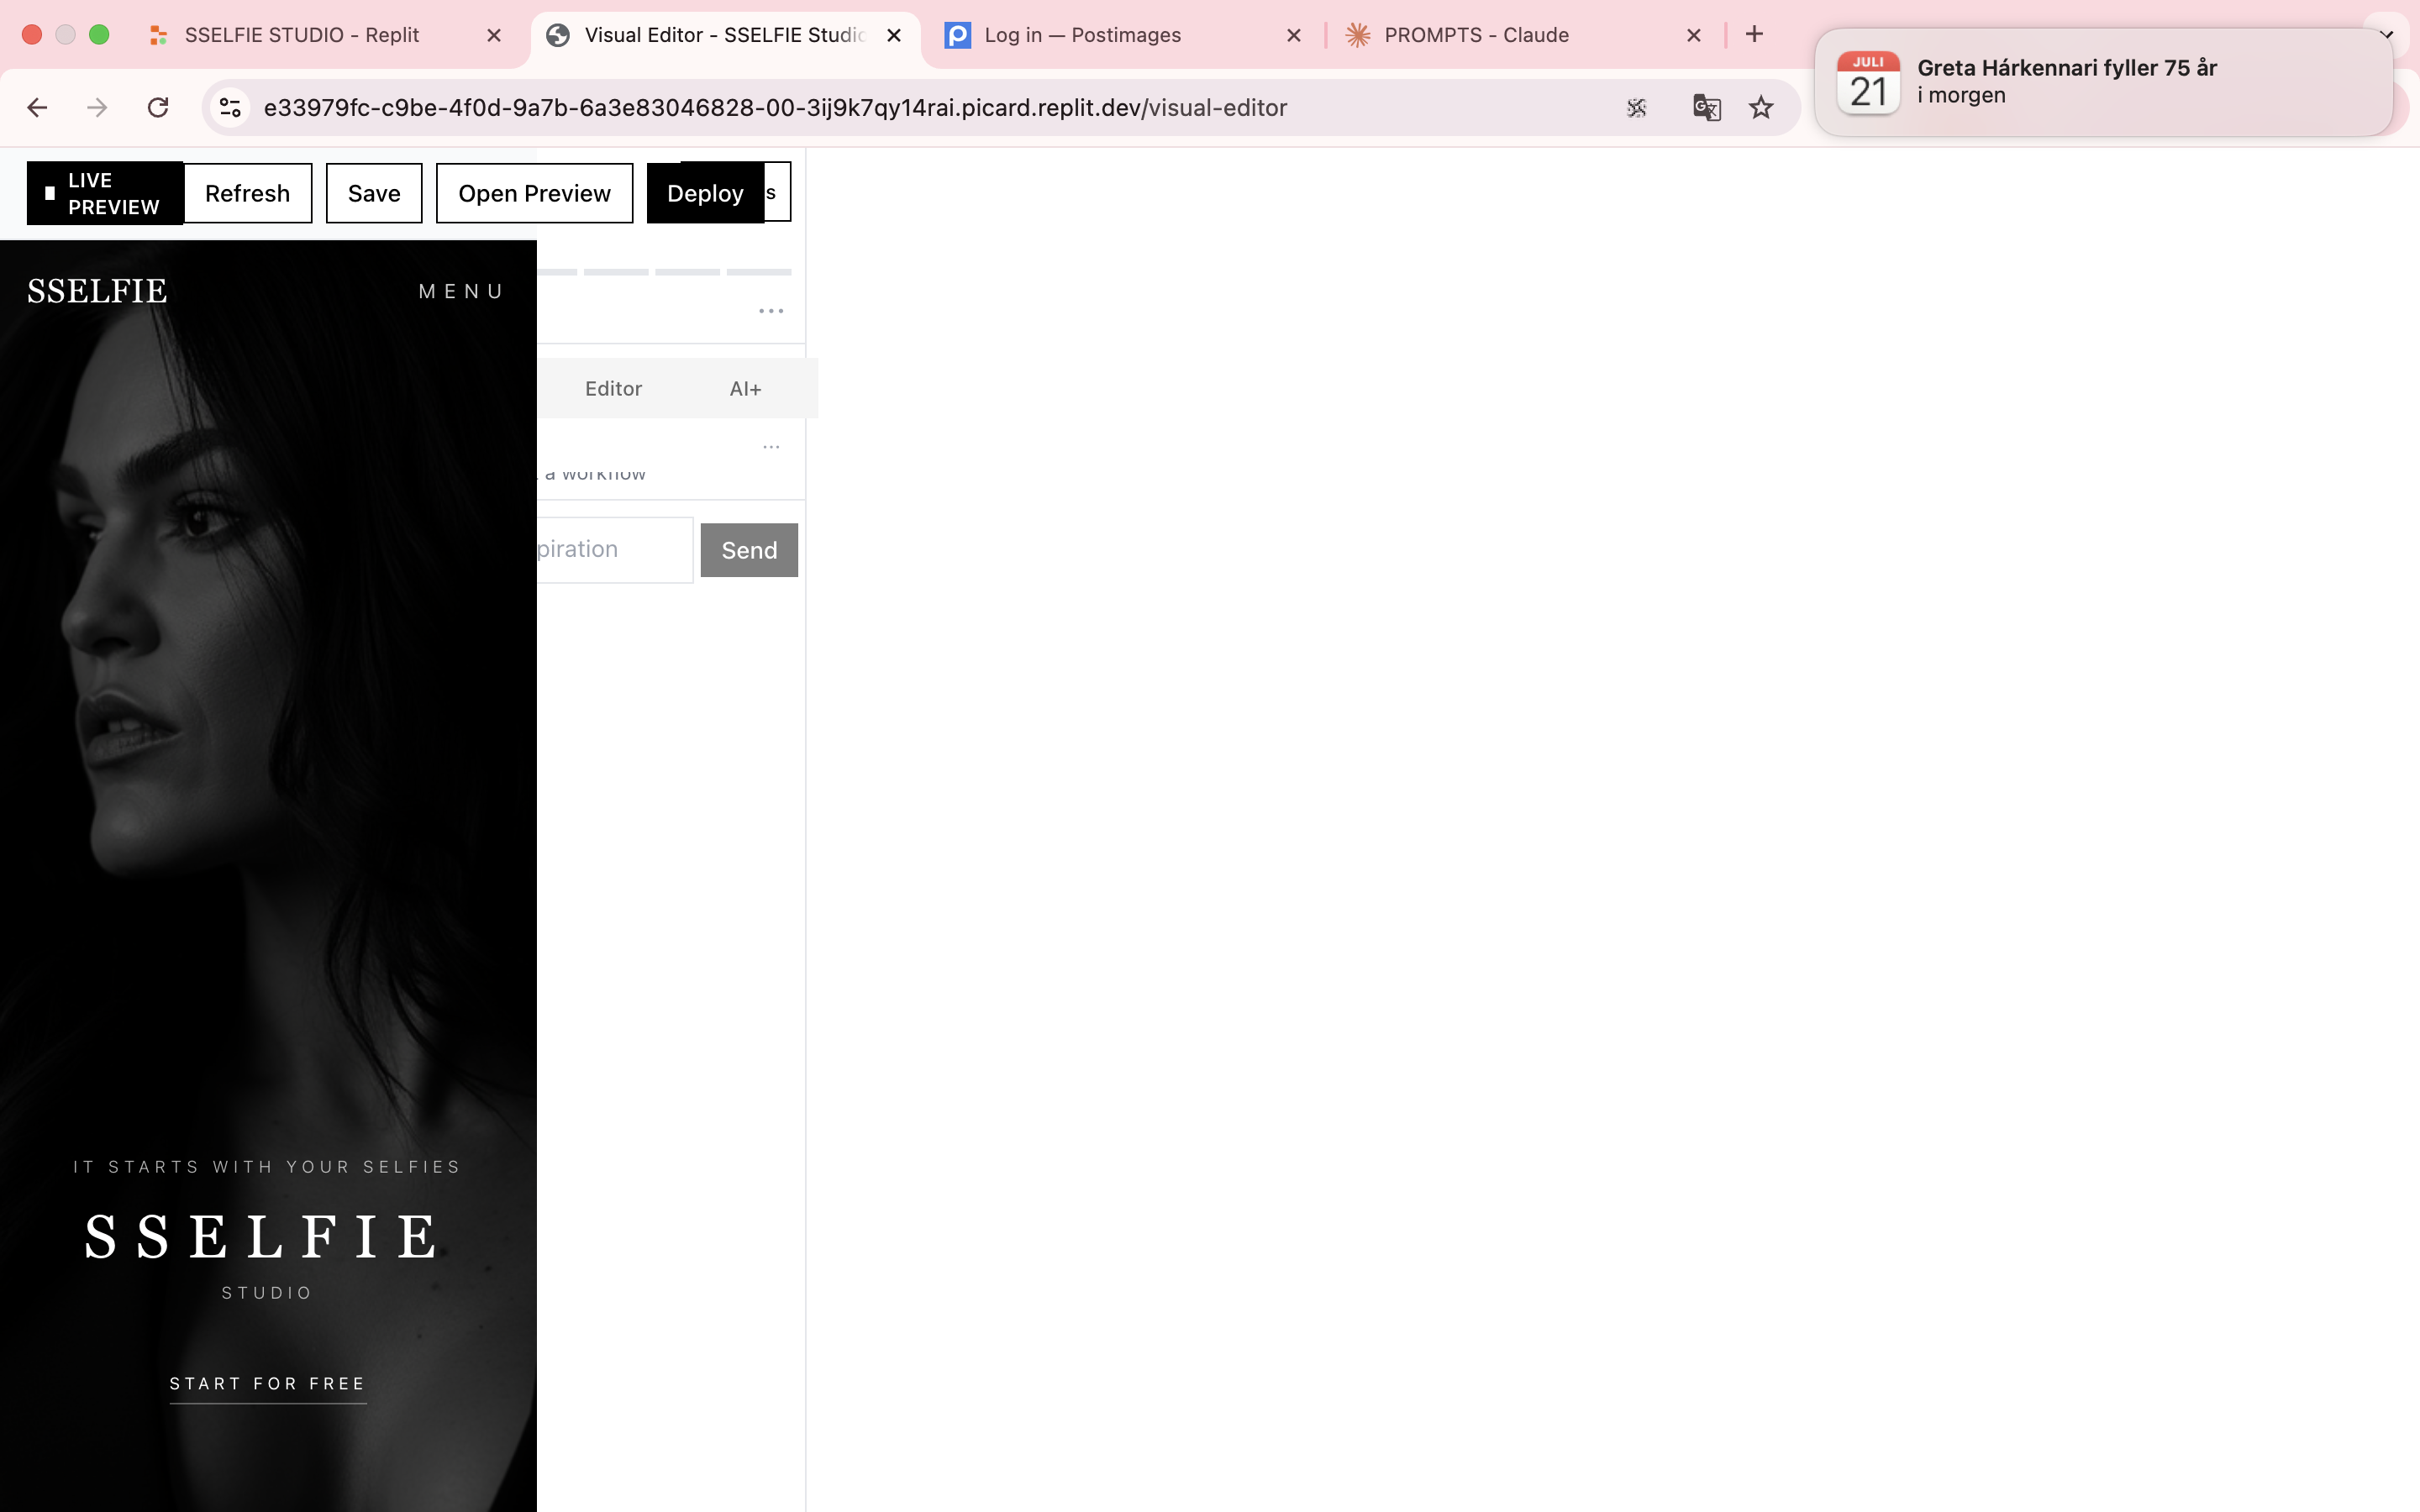 SSELFIE STUDIO - Replit
Visual Editor - SSELFIE Studio
Log in — Postimages
PROMPTS - Claude
JULI
21
Greta Hárkennari fyller 75 år
i morgen
e33979fc-c9be-4f0d-9a7b-6a3e83046828-00-3ij9k7qy14rai.picard.replit.dev/visual-editor
LIVE
PREVIEW
Refresh
Save
Open Preview
Deploy
s
SSELFIE
MENU
Editor
AI+
a workflow
piration
Send
IT STARTS WITH YOUR SELFIES
SSELFIE
STUDIO
START FOR FREE